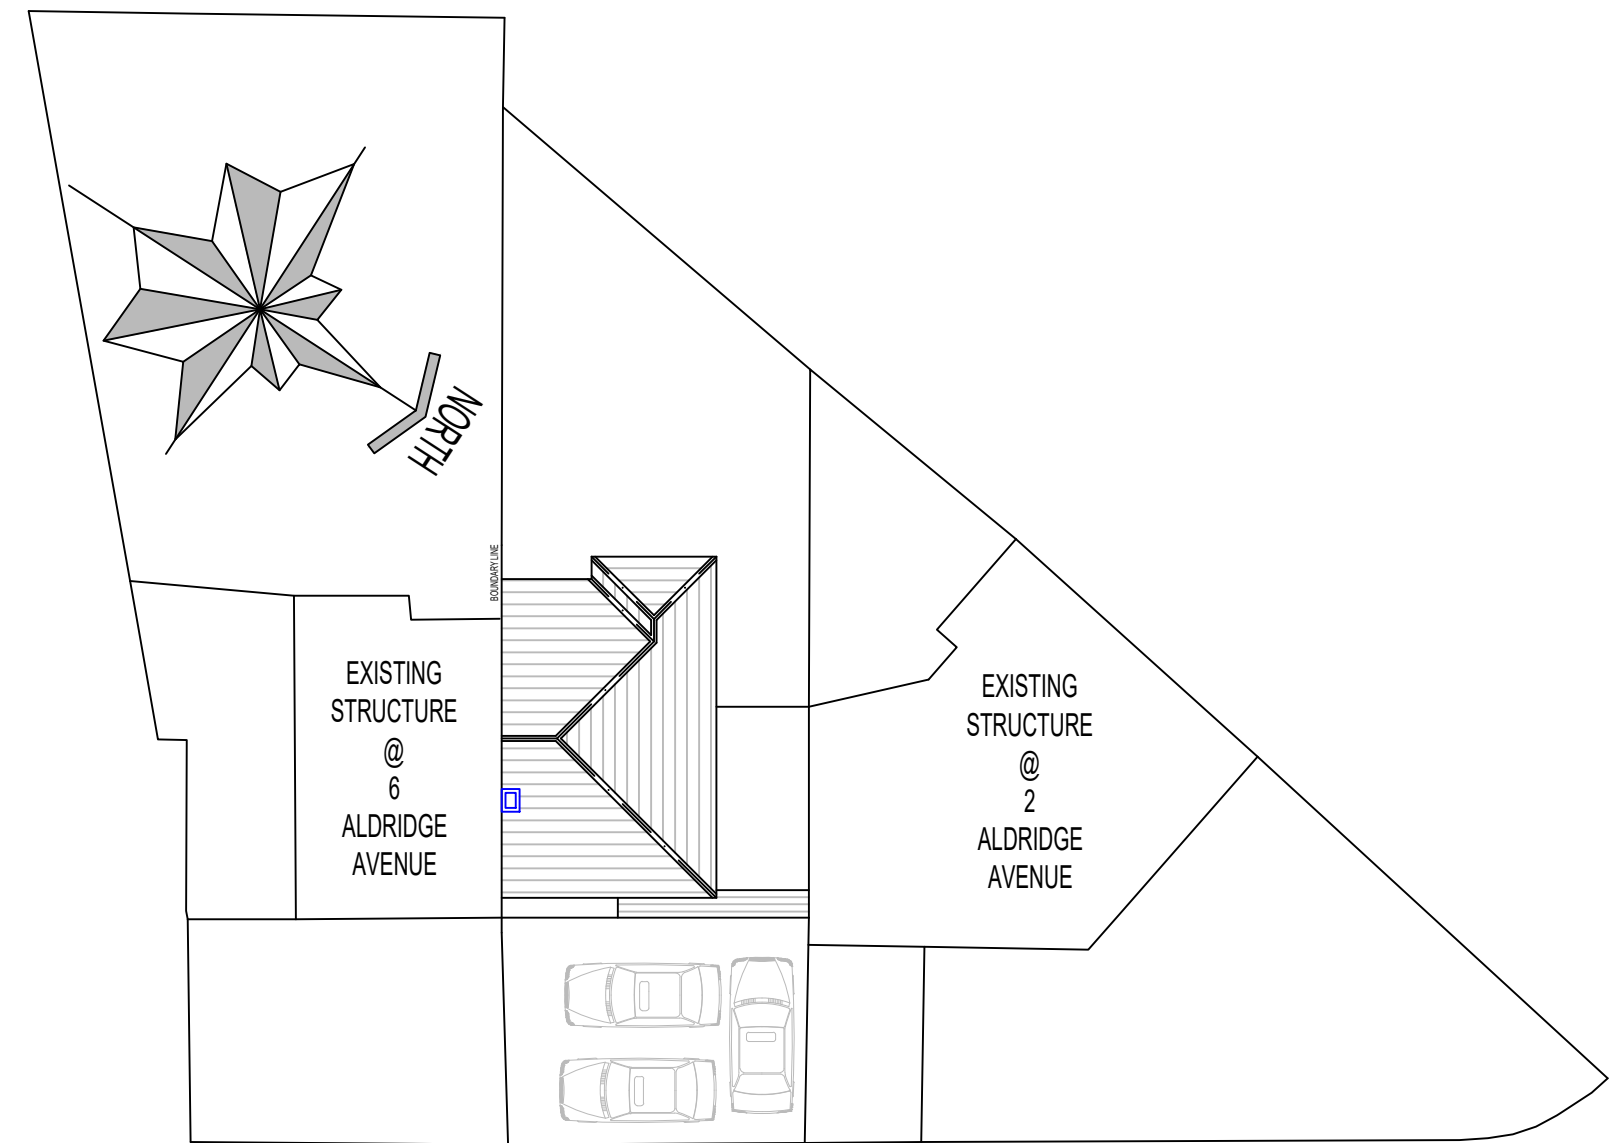 NORTH
BOUNDARY LINE
EXISTING
STRUCTURE
@
6
ALDRIDGE
AVENUE
EXISTING
STRUCTURE
@
2
ALDRIDGE
AVENUE